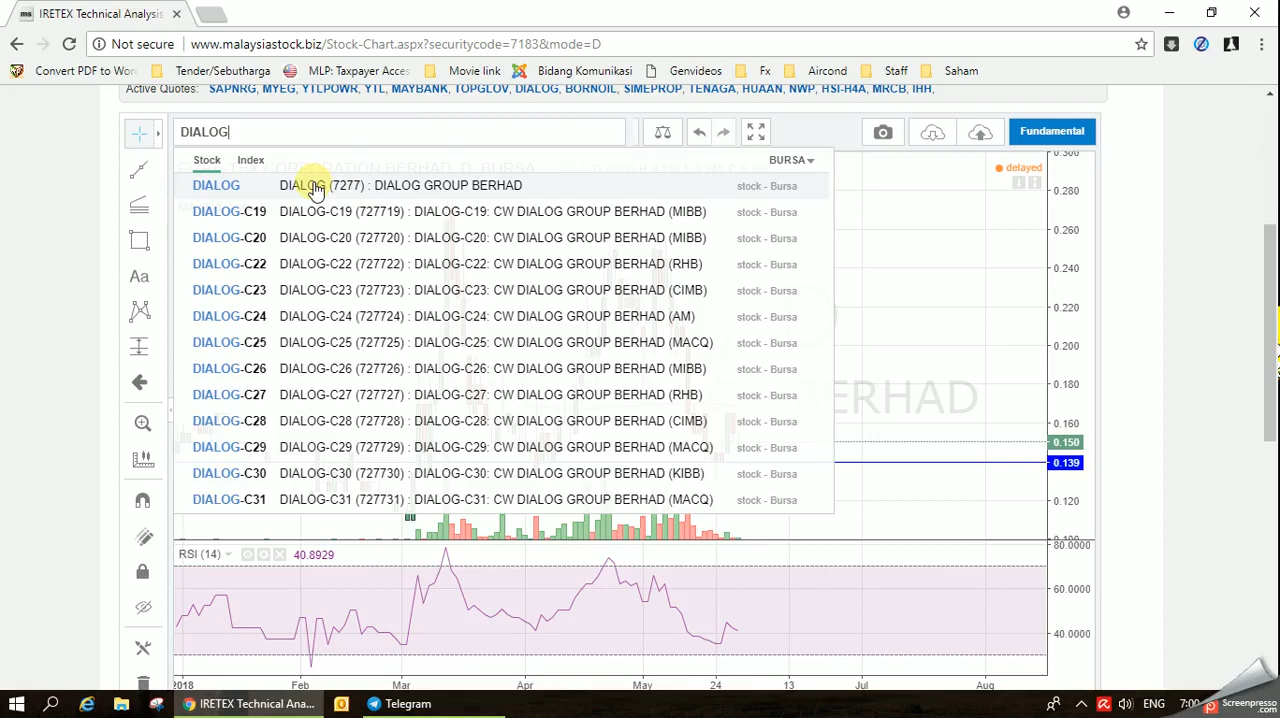 ms IRETEX Technical Analysis
Not secure www.malaysiastock.biz/Stock-Chart.aspx?securitycode=7183&mode=D
Convert PDF to Word Tender/Sebutharga MLP: Taxpayer Access Movie link Bidang Komunikasi Genvideos Fx Aircond Staff Saham
Active Quotes: SAPNRG, MYEG, YTLPOWR, YTL, MAYBANK, TOPGLOV, DIALOG, BORNOIL, SIMEPROP, TENAGA, HUAAN, NWP, HSI-H4A, MRCB, IHH,
DIALOG
Fundamental
Stock Index BURSA
0.300
delayed
DIALOG DIALOG (7277) : DIALOG GROUP BERHAD stock - Bursa
0.280
DIALOG-C19 DIALOG-C19 (727719) : DIALOG-C19: CW DIALOG GROUP BERHAD (MIBB) stock - Bursa
0.260
DIALOG-C20 DIALOG-C20 (727720) : DIALOG-C20: CW DIALOG GROUP BERHAD (MIBB) stock - Bursa
0.240
DIALOG-C22 DIALOG-C22 (727722) : DIALOG-C22: CW DIALOG GROUP BERHAD (RHB) stock - Bursa
Aa
DIALOG-C23 DIALOG-C23 (727723) : DIALOG-C23: CW DIALOG GROUP BERHAD (CIMB) stock - Bursa
0.220
DIALOG-C24 DIALOG-C24 (727724) : DIALOG-C24: CW DIALOG GROUP BERHAD (AM) stock - Bursa
0.200
DIALOG-C25 DIALOG-C25 (727725) : DIALOG-C25: CW DIALOG GROUP BERHAD (MACQ) stock - Bursa
DIALOG-C26 DIALOG-C26 (727726) : DIALOG-C26: CW DIALOG GROUP BERHAD (MIBB) stock - Bursa
0.180
DIALOG-C27 DIALOG-C27 (727727) : DIALOG-C27: CW DIALOG GROUP BERHAD (RHB) stock - Bursa
ERHAD
DIALOG-C28 DIALOG-C28 (727728) : DIALOG-C28: CW DIALOG GROUP BERHAD (CIMB) stock - Bursa
0.160
0.150
DIALOG-C29 DIALOG-C29 (727729) : DIALOG-C29: CW DIALOG GROUP BERHAD (MACQ) stock - Bursa
0.139
DIALOG-C30 DIALOG-C30 (727730) : DIALOG-C30: CW DIALOG GROUP BERHAD (KIBB) stock - Bursa
DIALOG-C31 DIALOG-C31 (727731) : DIALOG-C31: CW DIALOG GROUP BERHAD (MACQ) stock - Bursa
0.120
80.0000
RSI (14) 40.8929
60.0000
40.0000
2018 Feb Mar Apr May 24 13 Jul Aug
IRETEX Technical Ana... Telegram ENG 7:00
Screenpresso
.com